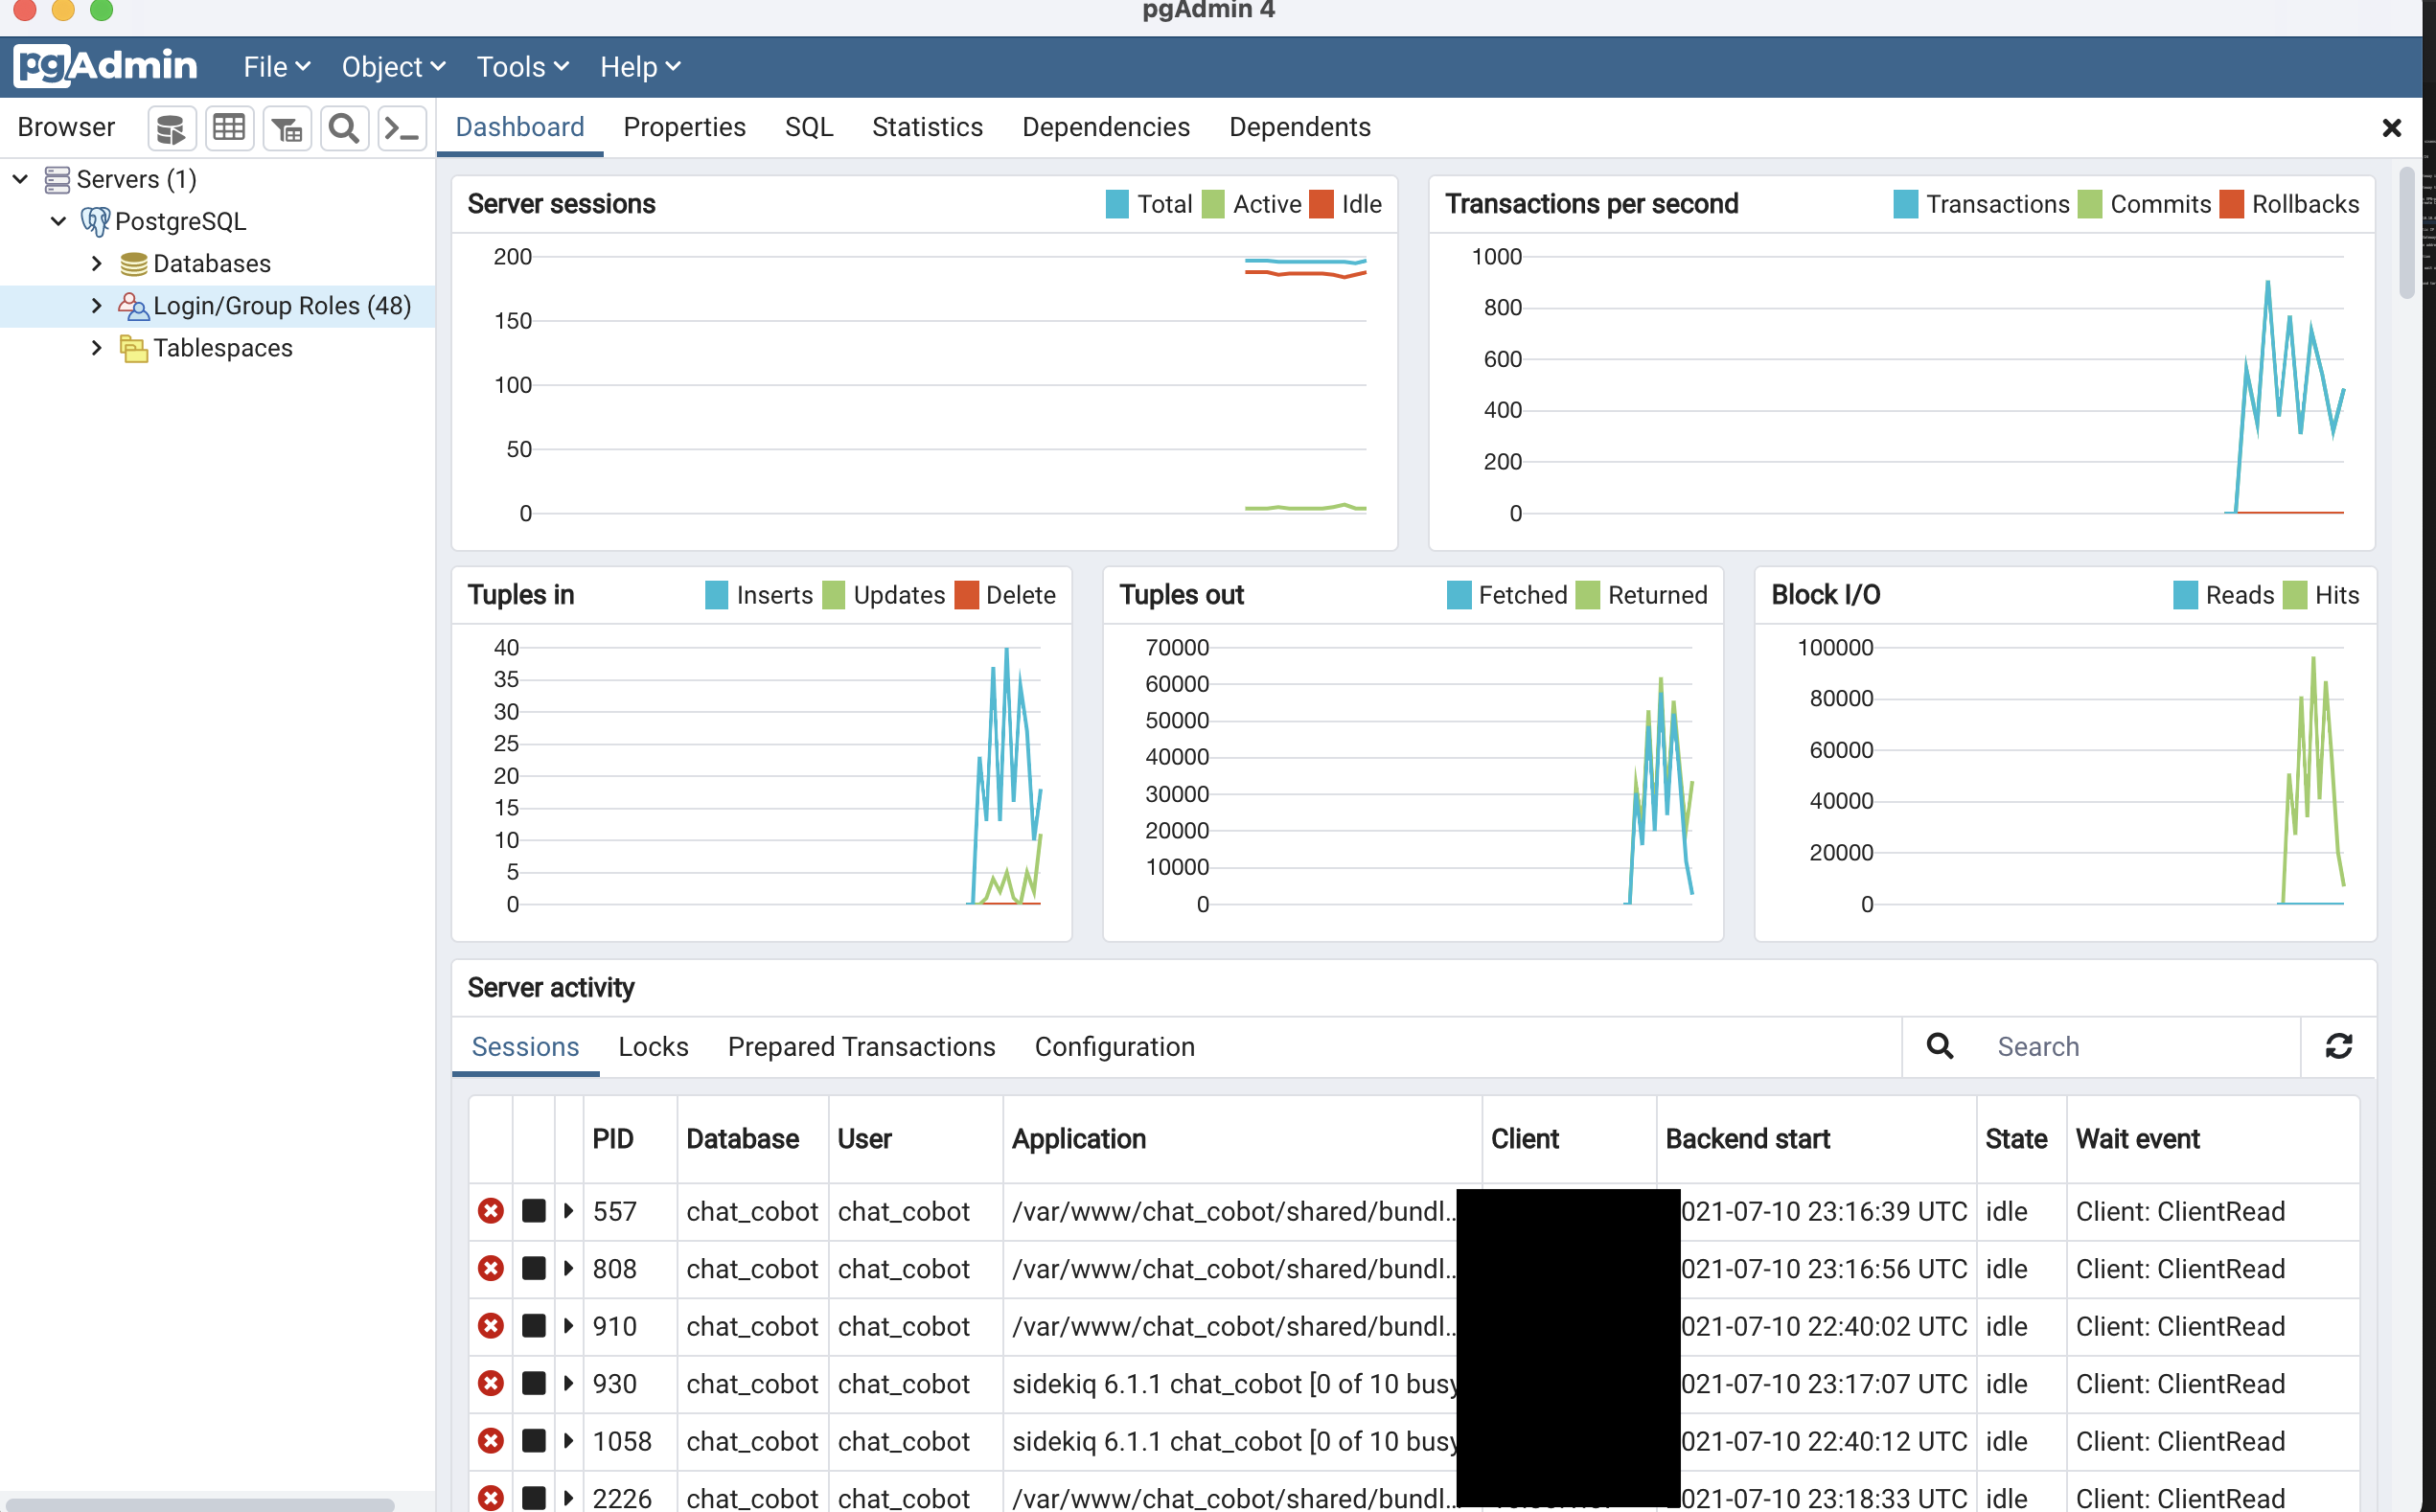 pgAdmin 4
pgAdmin File Object Tools Help
Browser
Dashboard Properties SQL Statistics Dependencies Dependents
Servers (1)
PostgreSQL
Databases
Login/Group Roles (48)
Tablespaces
Server sessions Total Active Idle
200
150
100
50
0
Transactions per second Transactions Commits Rollbacks
1000
800
600
400
200
0
Tuples in Inserts Updates Delete
40
35
30
25
20
15
10
5
0
Tuples out Fetched Returned
70000
60000
50000
40000
30000
20000
10000
0
Block I/O Reads Hits
100000
80000
60000
40000
20000
0
Server activity
Sessions Locks Prepared Transactions Configuration Search
PID Database User Application Client Backend start State Wait event
557 chat_cobot chat_cobot /var/www/chat_cobot/shared/bundl... 021-07-10 23:16:39 UTC idle Client: ClientRead
808 chat_cobot chat_cobot /var/www/chat_cobot/shared/bundl... 021-07-10 23:16:56 UTC idle Client: ClientRead
910 chat_cobot chat_cobot /var/www/chat_cobot/shared/bundl... 021-07-10 22:40:02 UTC idle Client: ClientRead
930 chat_cobot chat_cobot sidekiq 6.1.1 chat_cobot [0 of 10 busy 021-07-10 23:17:07 UTC idle Client: ClientRead
1058 chat_cobot chat_cobot sidekiq 6.1.1 chat_cobot [0 of 10 busy 021-07-10 22:40:12 UTC idle Client: ClientRead
2226 chat_cobot chat_cobot /var/www/chat_cobot/shared/bundl... 021-07-10 23:18:33 UTC idle Client: ClientRead